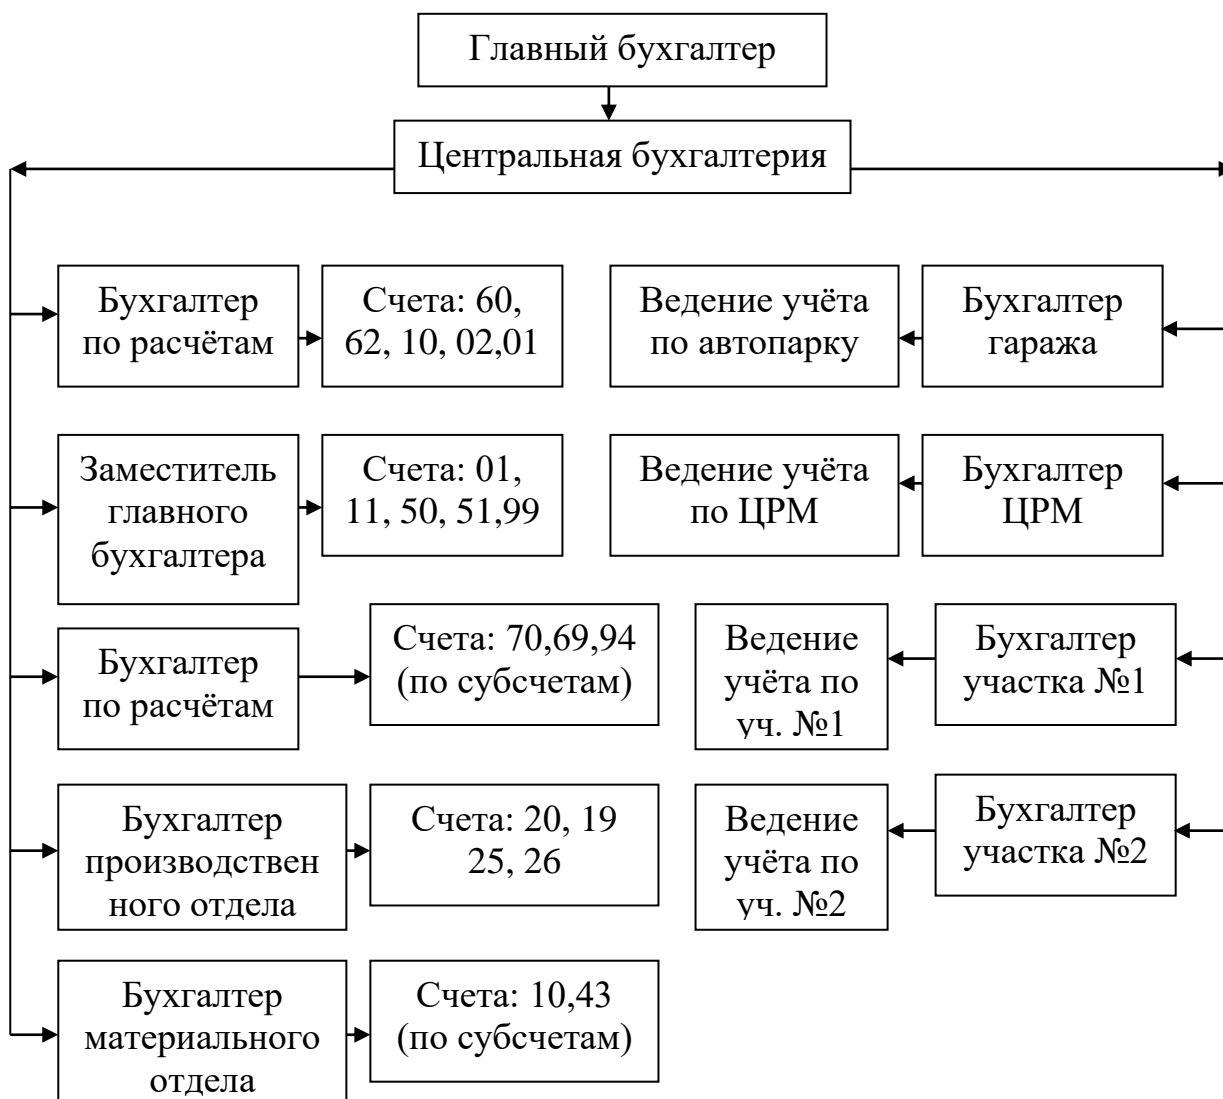 Главный бухгалтер
Центральная бухгалтерия
Бухгалтер
по расчётам
Счета: 60,
62, 10, 02,01
Ведение учёта
по автопарку
Бухгалтер
гаража
Заместитель
главного
бухгалтера
Счета: 01,
11, 50, 51,99
Ведение учёта
по ЦРМ
Бухгалтер
ЦРМ
Бухгалтер
по расчётам
Счета: 70,69,94
(по субсчетам)
Ведение
учёта по
уч. №1
Бухгалтер
участка №1
Бухгалтер
производствен
ного отдела
Счета: 20, 19
25, 26
Ведение
учёта по
уч. №2
Бухгалтер
участка №2
Бухгалтер
материального
отдела
Счета: 10,43
(по субсчетам)